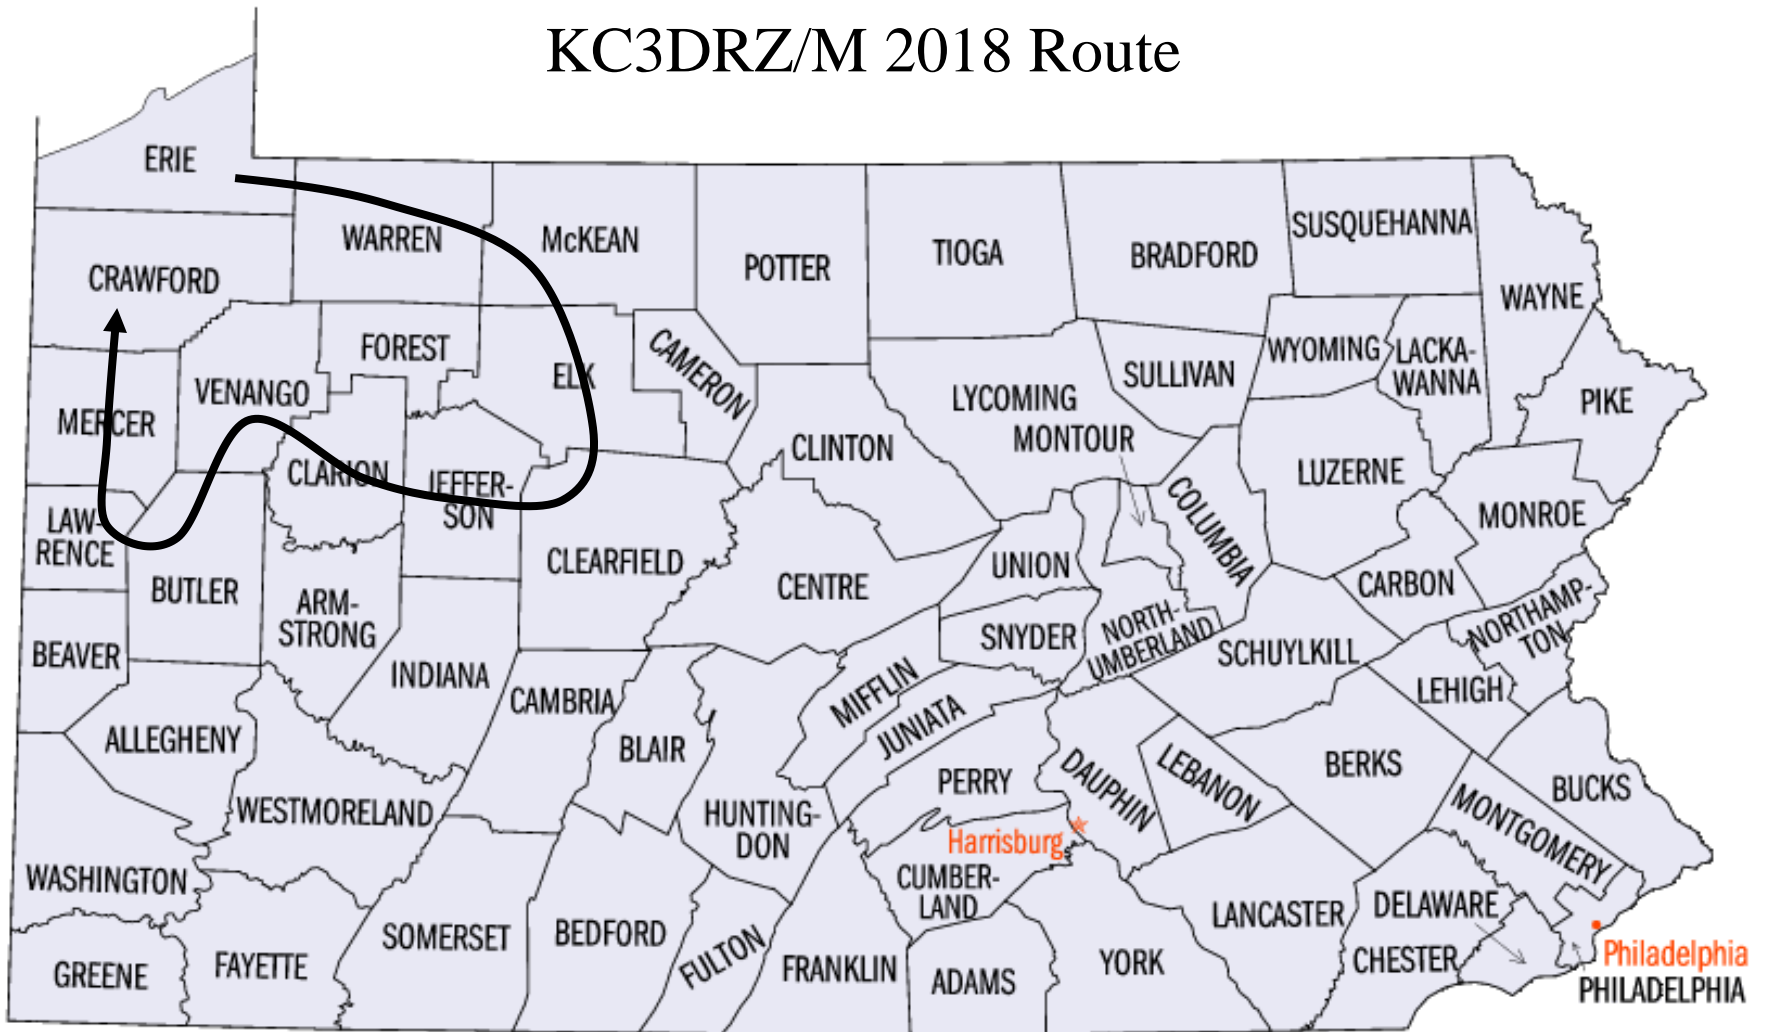 KC3DRZ/M 2018 Route
ERIE
WARREN
McKEAN
POTTER
TIOGA
BRADFORD
SUSQUEHANNA
WAYNE
CRAWFORD
FOREST
ELK
CAMERON
SULLIVAN
WYOMING
LACKA-
WANNA
PIKE
MERCER
VENANGO
CLARION
JEFFER-
SON
CLINTON
LYCOMING
MONTOUR
COLUMBIA
LUZERNE
MONROE
LAW-
RENCE
BUTLER
ARM-
STRONG
CLEARFIELD
CENTRE
UNION
SNYDER
NORTH-
UMBERLAND
SCHUYLKILL
CARBON
NORTHAMP-
TON
LEHIGH
BEAVER
ALLEGHENY
INDIANA
CAMBRIA
BLAIR
MIFFLIN
JUNIATA
PERRY
DAUPHIN
LEBANON
BERKS
MONTGOMERY
BUCKS
WESTMORELAND
HUNTING-
DON
Harrisburg
CUMBER-
LAND
LANCASTER
DELAWARE
CHESTER
Philadelphia
PHILADELPHIA
WASHINGTON
GREENE
FAYETTE
SOMERSET
BEDFORD
FULTON
FRANKLIN
ADAMS
YORK